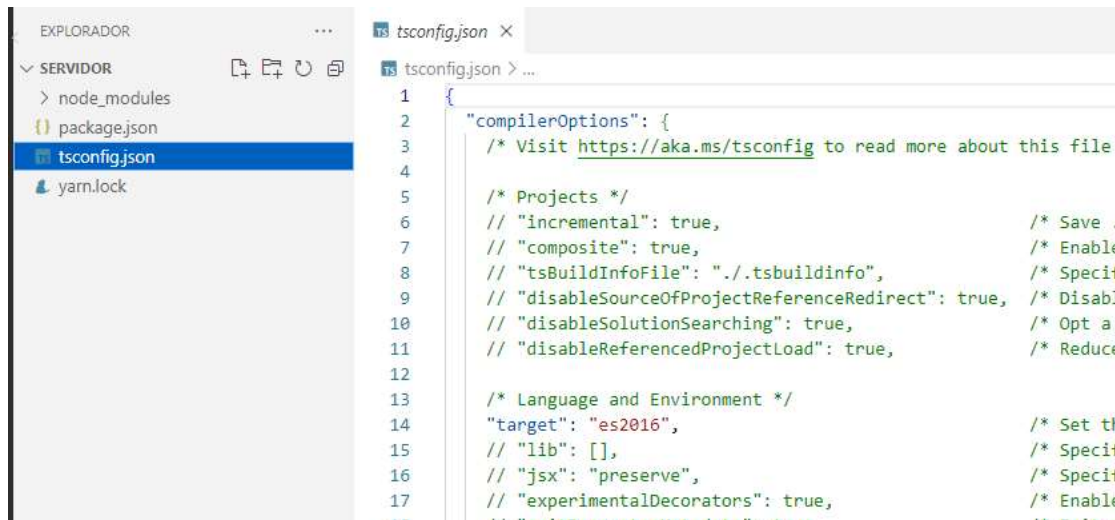 EXPLORADOR ...
SERVIDOR
node_modules
{} package.json
TS tsconfig.json
yarn.lock
TS tsconfig.json ×
TS tsconfig.json > ...
1 {
2 "compilerOptions": {
3 /* Visit https://aka.ms/tsconfig to read more about this file
4
5 /* Projects */
6 // "incremental": true, /* Save
7 // "composite": true, /* Enable
8 // "tsBuildInfoFile": "./.tsbuildinfo", /* Specif
9 // "disableSourceOfProjectReferenceRedirect": true, /* Disabl
10 // "disableSolutionSearching": true, /* Opt a
11 // "disableReferencedProjectLoad": true, /* Reduce
12
13 /* Language and Environment */
14 "target": "es2016", /* Set th
15 // "lib": [], /* Specif
16 // "jsx": "preserve", /* Specif
17 // "experimentalDecorators": true, /* Enable